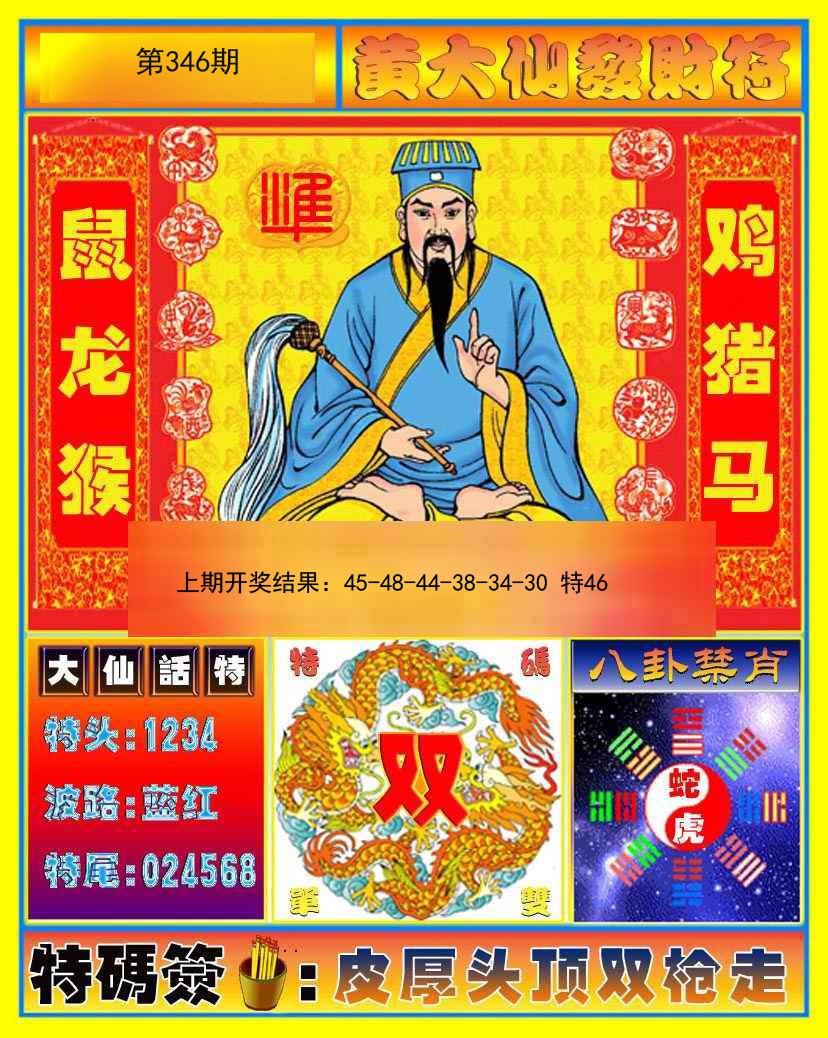 第346期
黄大仙發財符
鼠龙猴
鸡猪马
準
上期开奖结果：45-48-44-38-34-30 特46
大仙話特
特头:1234
波路:蓝红
特尾:024568
特 碼
双
單 雙
八卦禁肖
蛇
虎
特碼簽:皮厚头顶双枪走